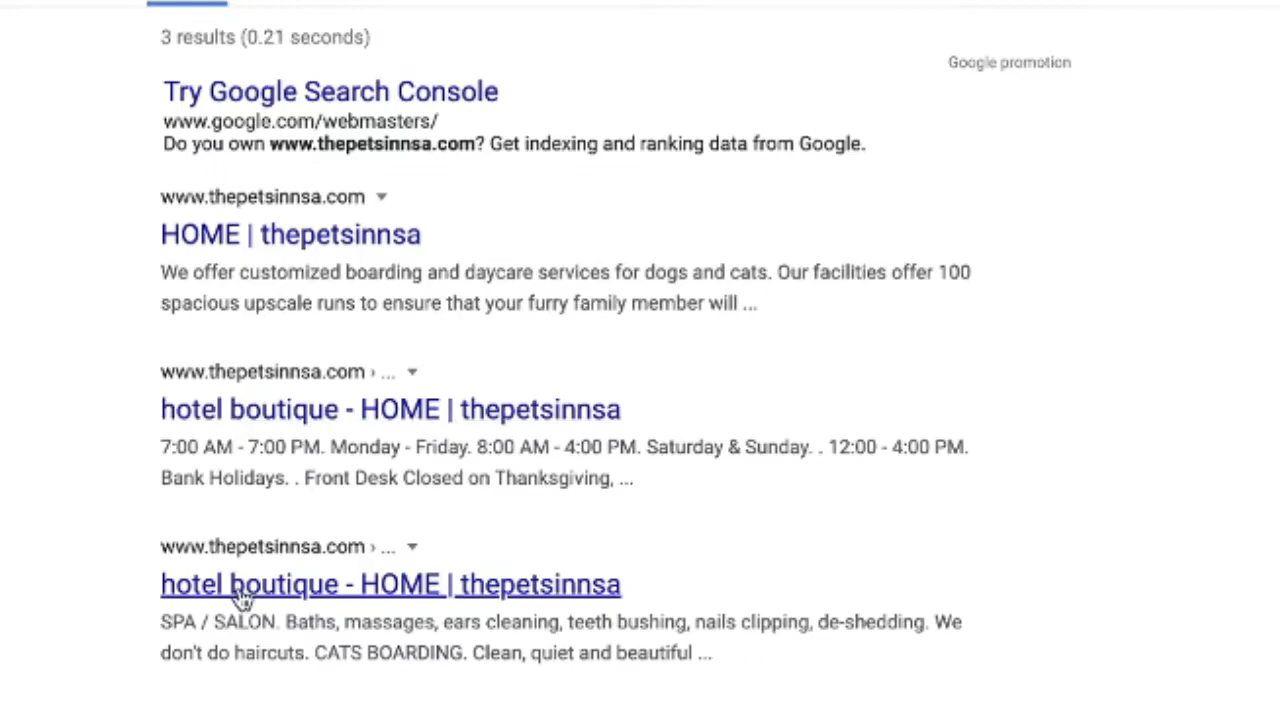 3 results (0.21 seconds)
Google promotion
Try Google Search Console
www.google.com/webmasters/
Do you own www.thepetsinnsa.com? Get indexing and ranking data from Google.
www.thepetsinnsa.com
HOME | thepetsinnsa
We offer customized boarding and daycare services for dogs and cats. Our facilities offer 100
spacious upscale runs to ensure that your furry family member will ...
www.thepetsinnsa.com › ...
hotel boutique - HOME | thepetsinnsa
7:00 AM - 7:00 PM. Monday - Friday. 8:00 AM - 4:00 PM. Saturday & Sunday. . 12:00 - 4:00 PM.
Bank Holidays. . Front Desk Closed on Thanksgiving, ...
www.thepetsinnsa.com › ...
hotel boutique - HOME | thepetsinnsa
SPA / SALON. Baths, massages, ears cleaning, teeth bushing, nails clipping, de-shedding. We
don't do haircuts. CATS BOARDING. Clean, quiet and beautiful ...